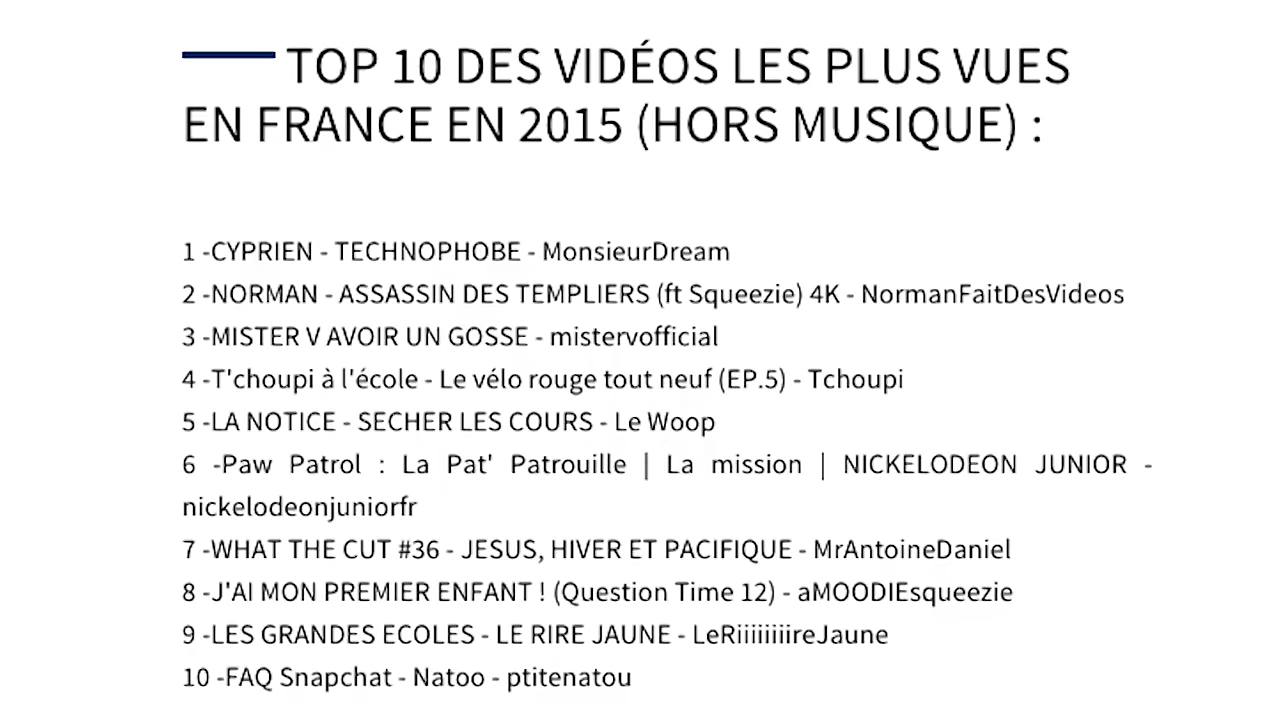 TOP 10 DES VIDÉOS LES PLUS VUES
EN FRANCE EN 2015 (HORS MUSIQUE) :
1 -CYPRIEN - TECHNOPHOBE - MonsieurDream
2 -NORMAN - ASSASSIN DES TEMPLIERS (ft Squeezie) 4K - NormanFaitDesVideos
3 -MISTER V AVOIR UN GOSSE - mistervofficial
4 -T'choupi à l'école - Le vélo rouge tout neuf (EP.5) - Tchoupi
5 -LA NOTICE - SECHER LES COURS - Le Woop
6 -Paw Patrol : La Pat' Patrouille | La mission | NICKELODEON JUNIOR -
nickelodeonjuniorfr
7 -WHAT THE CUT #36 - JESUS, HIVER ET PACIFIQUE - MrAntoineDaniel
8 -J'AI MON PREMIER ENFANT ! (Question Time 12) - aMOODIEsqueezie
9 -LES GRANDES ECOLES - LE RIRE JAUNE - LeRiiiiiiiireJaune
10 -FAQ Snapchat - Natoo - ptitenatou